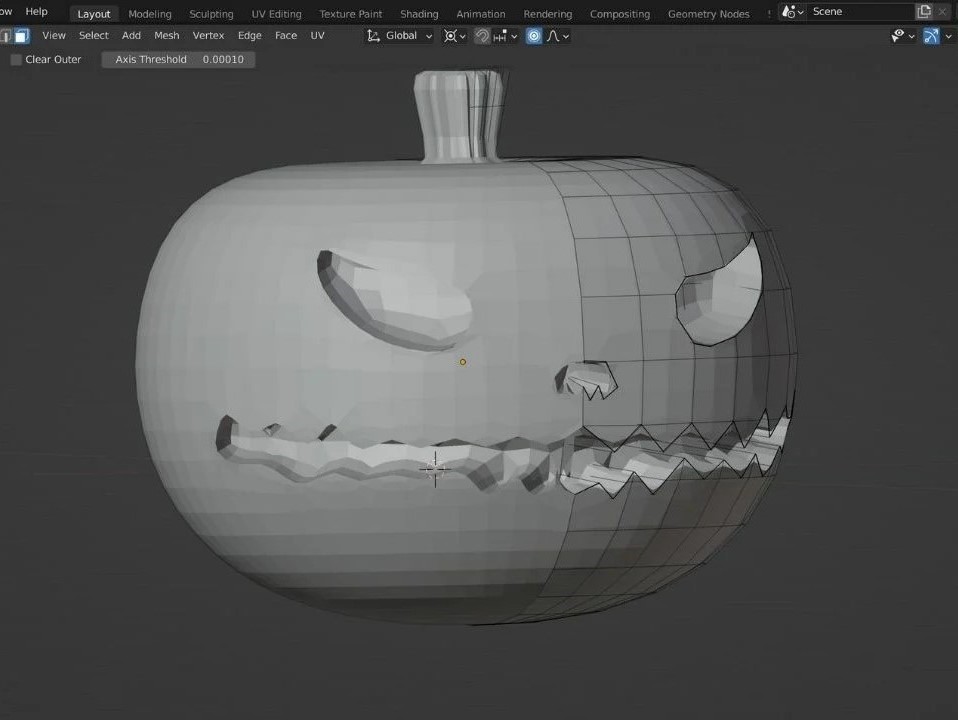 ow Help Layout Modeling Sculpting UV Editing Texture Paint Shading Animation Rendering Compositing Geometry Nodes Scene
View Select Add Mesh Vertex Edge Face UV Global
Clear Outer Axis Threshold 0.00010